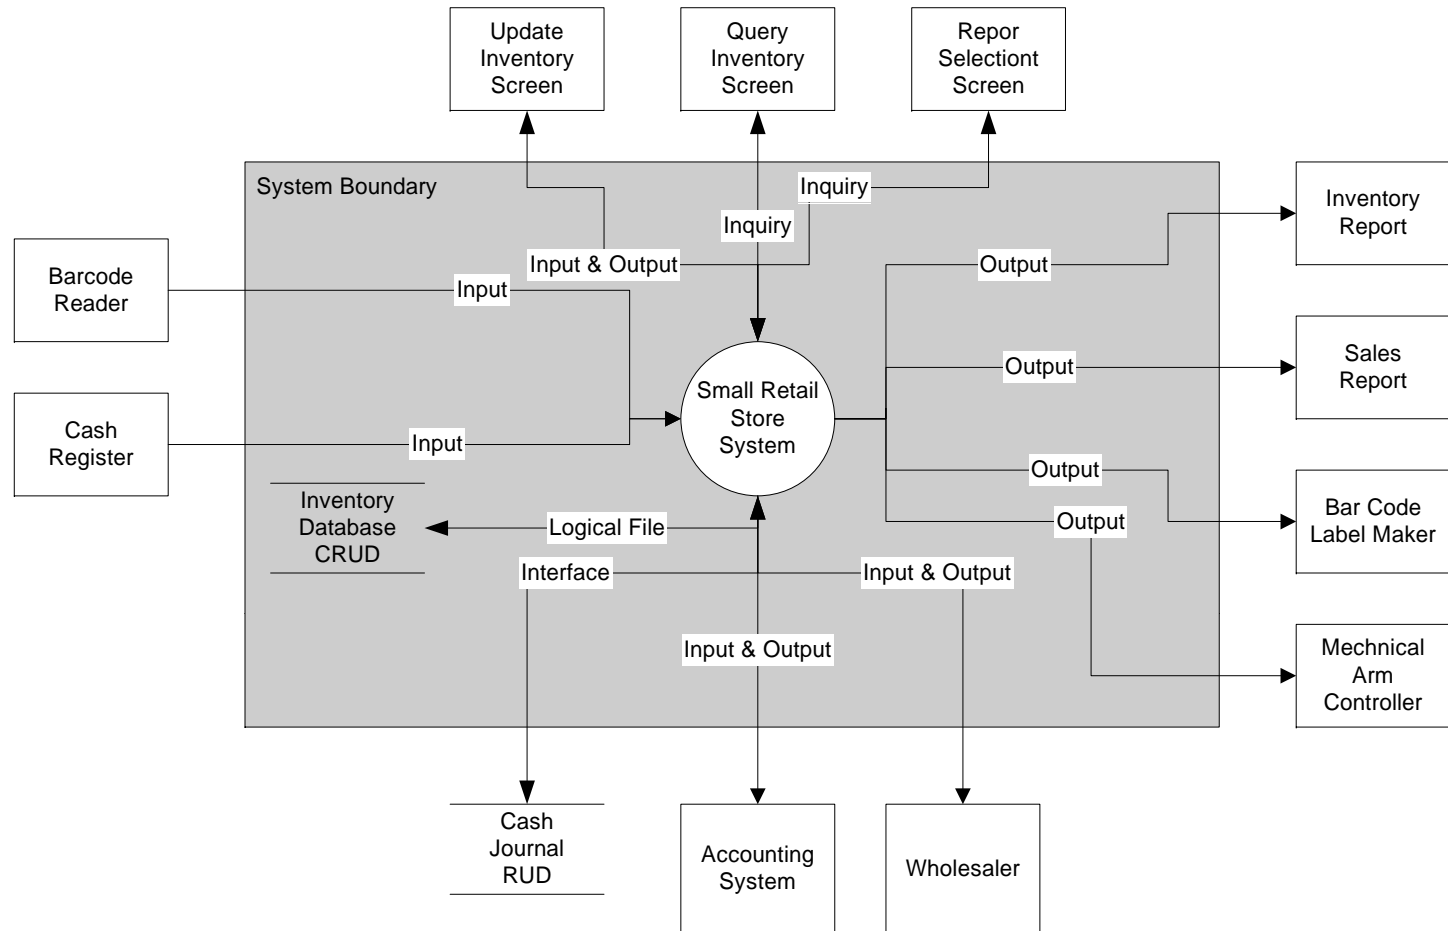 Update
Inventory
Screen
Query
Inventory
Screen
Repor
Selectiont
Screen
System Boundary
Inquiry
Inquiry
Input & Output
Output
Inventory
Report
Barcode
Reader
Input
Sales
Report
Output
Small Retail
Store
System
Cash
Register
Input
Output
Bar Code
Label Maker
Output
Inventory
Database
CRUD
Logical File
Interface
Input & Output
Input & Output
Mechnical
Arm
Controller
Cash
Journal
RUD
Accounting
System
Wholesaler